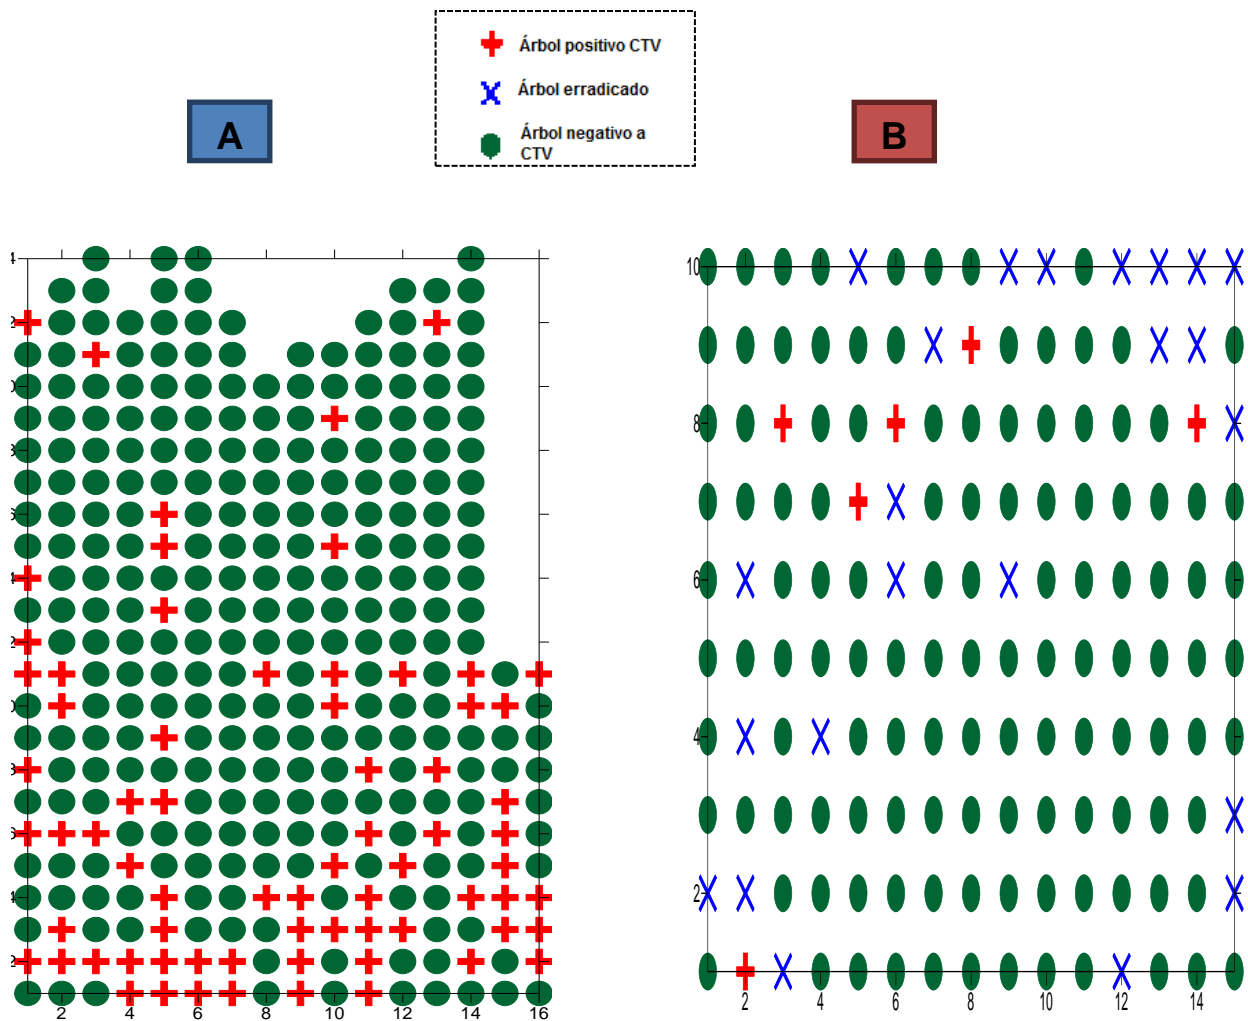 Árbol positivo CTV
Árbol erradicado
Árbol negativo a
CTV
A
B
10
8
6
4
2
2 4 6 8 10 12 14 16
2 4 6 8 10 12 14